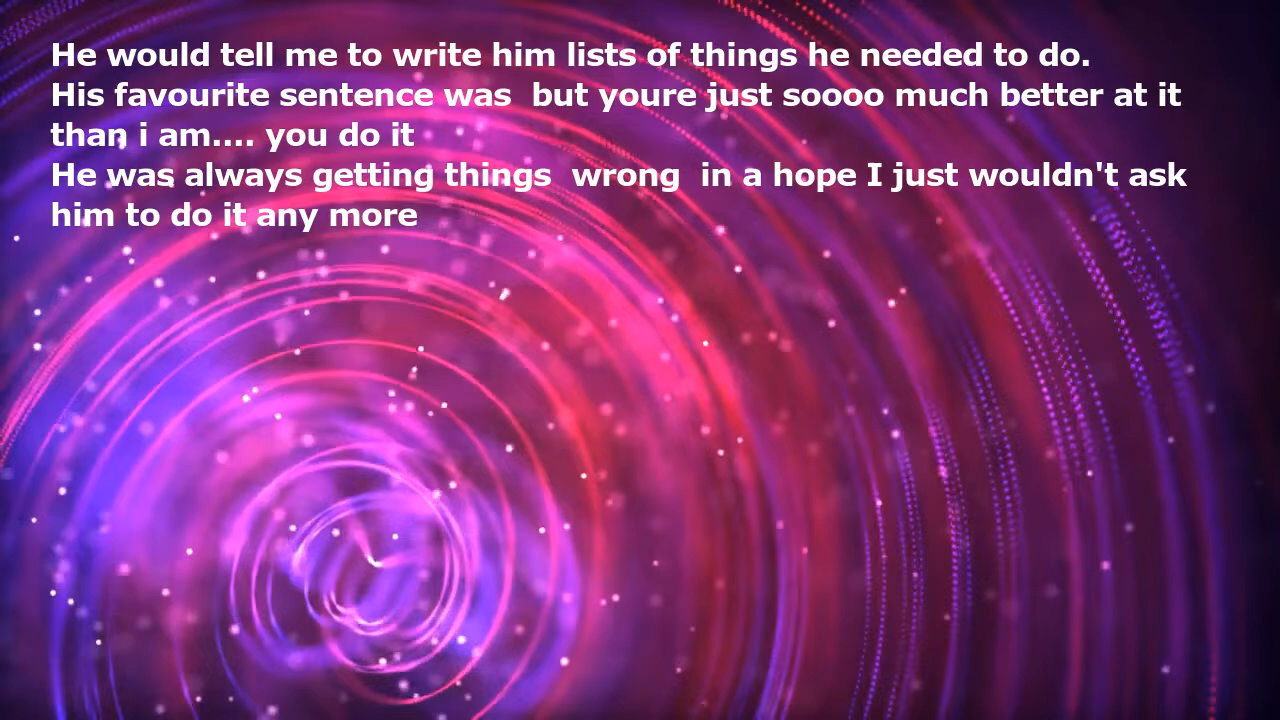 He would tell me to write him lists of things he needed to do.
His favourite sentence was  but youre just soooo much better at it
than i am.... you do it
He was always getting things  wrong  in a hope I just wouldn't ask
him to do it any more